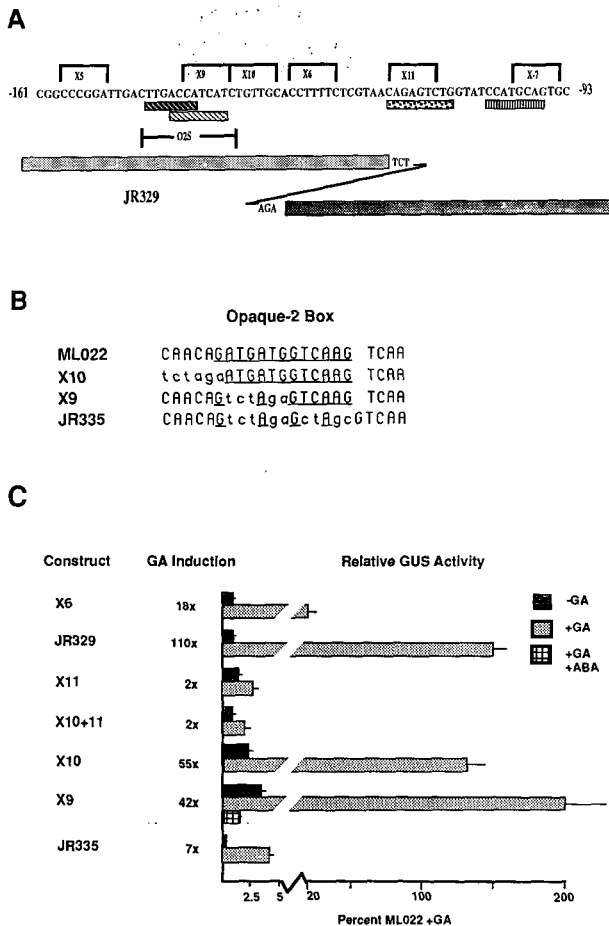 A
X5
X9
X10
X6
X11
X-7
-161 CGGCCCGGATTGACTTGACCATCATCTGTTGCACCTTTTCTCGTAACAGAGTCTGGTATCCATGCAGTGC -93
O2S
TCT
JR329
AGA
B
Opaque-2 Box
ML022 CAACAGATGATGGTCAAG TCAA
X10 tctagaATGATGGTCAAG TCAA
X9 CAACAGtctAgaGTCAAG TCAA
JR335 CAACAGtctAgaGctAgcGTCAA
C
Construct GA Induction Relative GUS Activity
X6 18x
JR329 110x
X11 2x
X10+11 2x
X10 55x
X9 42x
JR335 7x
-GA
+GA
+GA
+ABA
2.5 5 20 100 200
Percent ML022 +GA